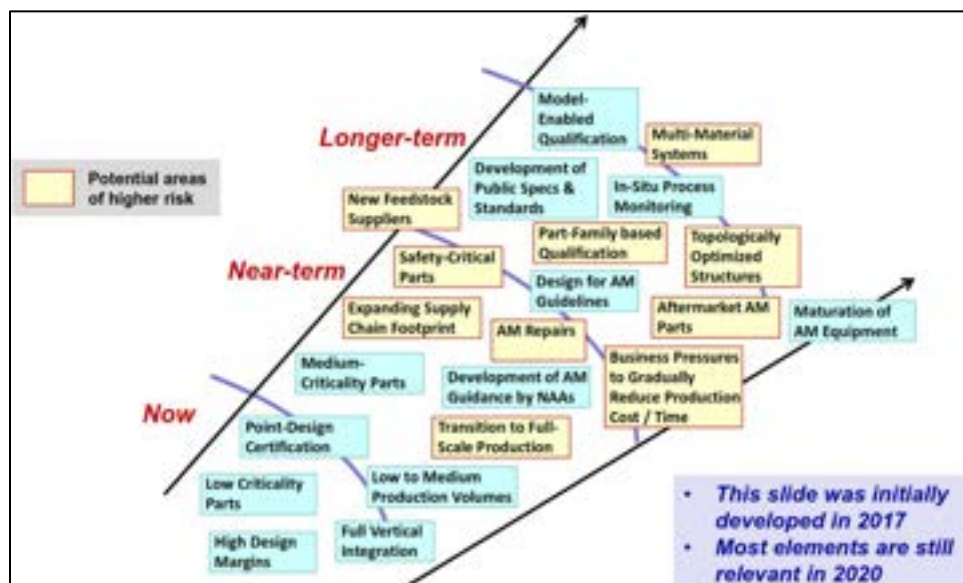 Longer-term
Near-term
Now
Potential areas
of higher risk
Model-
Enabled
Qualification
Multi-Material
Systems
Development of
Public Specs &
Standards
In-Situ Process
Monitoring
New Feedstock
Suppliers
Part-Family based
Qualification
Topologically
Optimized
Structures
Safety-Critical
Parts
Design for AM
Guidelines
Expanding Supply
Chain Footprint
AM Repairs
Aftermarket AM
Parts
Maturation of
AM Equipment
Medium-
Criticality Parts
Development of AM
Guidance by NAAs
Business Pressures
to Gradually
Reduce Production
Cost / Time
Point-Design
Certification
Transition to Full-
Scale Production
Low Criticality
Parts
Low to Medium
Production Volumes
High Design
Margins
Full Vertical
Integration
• This slide was initially
developed in 2017
• Most elements are still
relevant in 2020